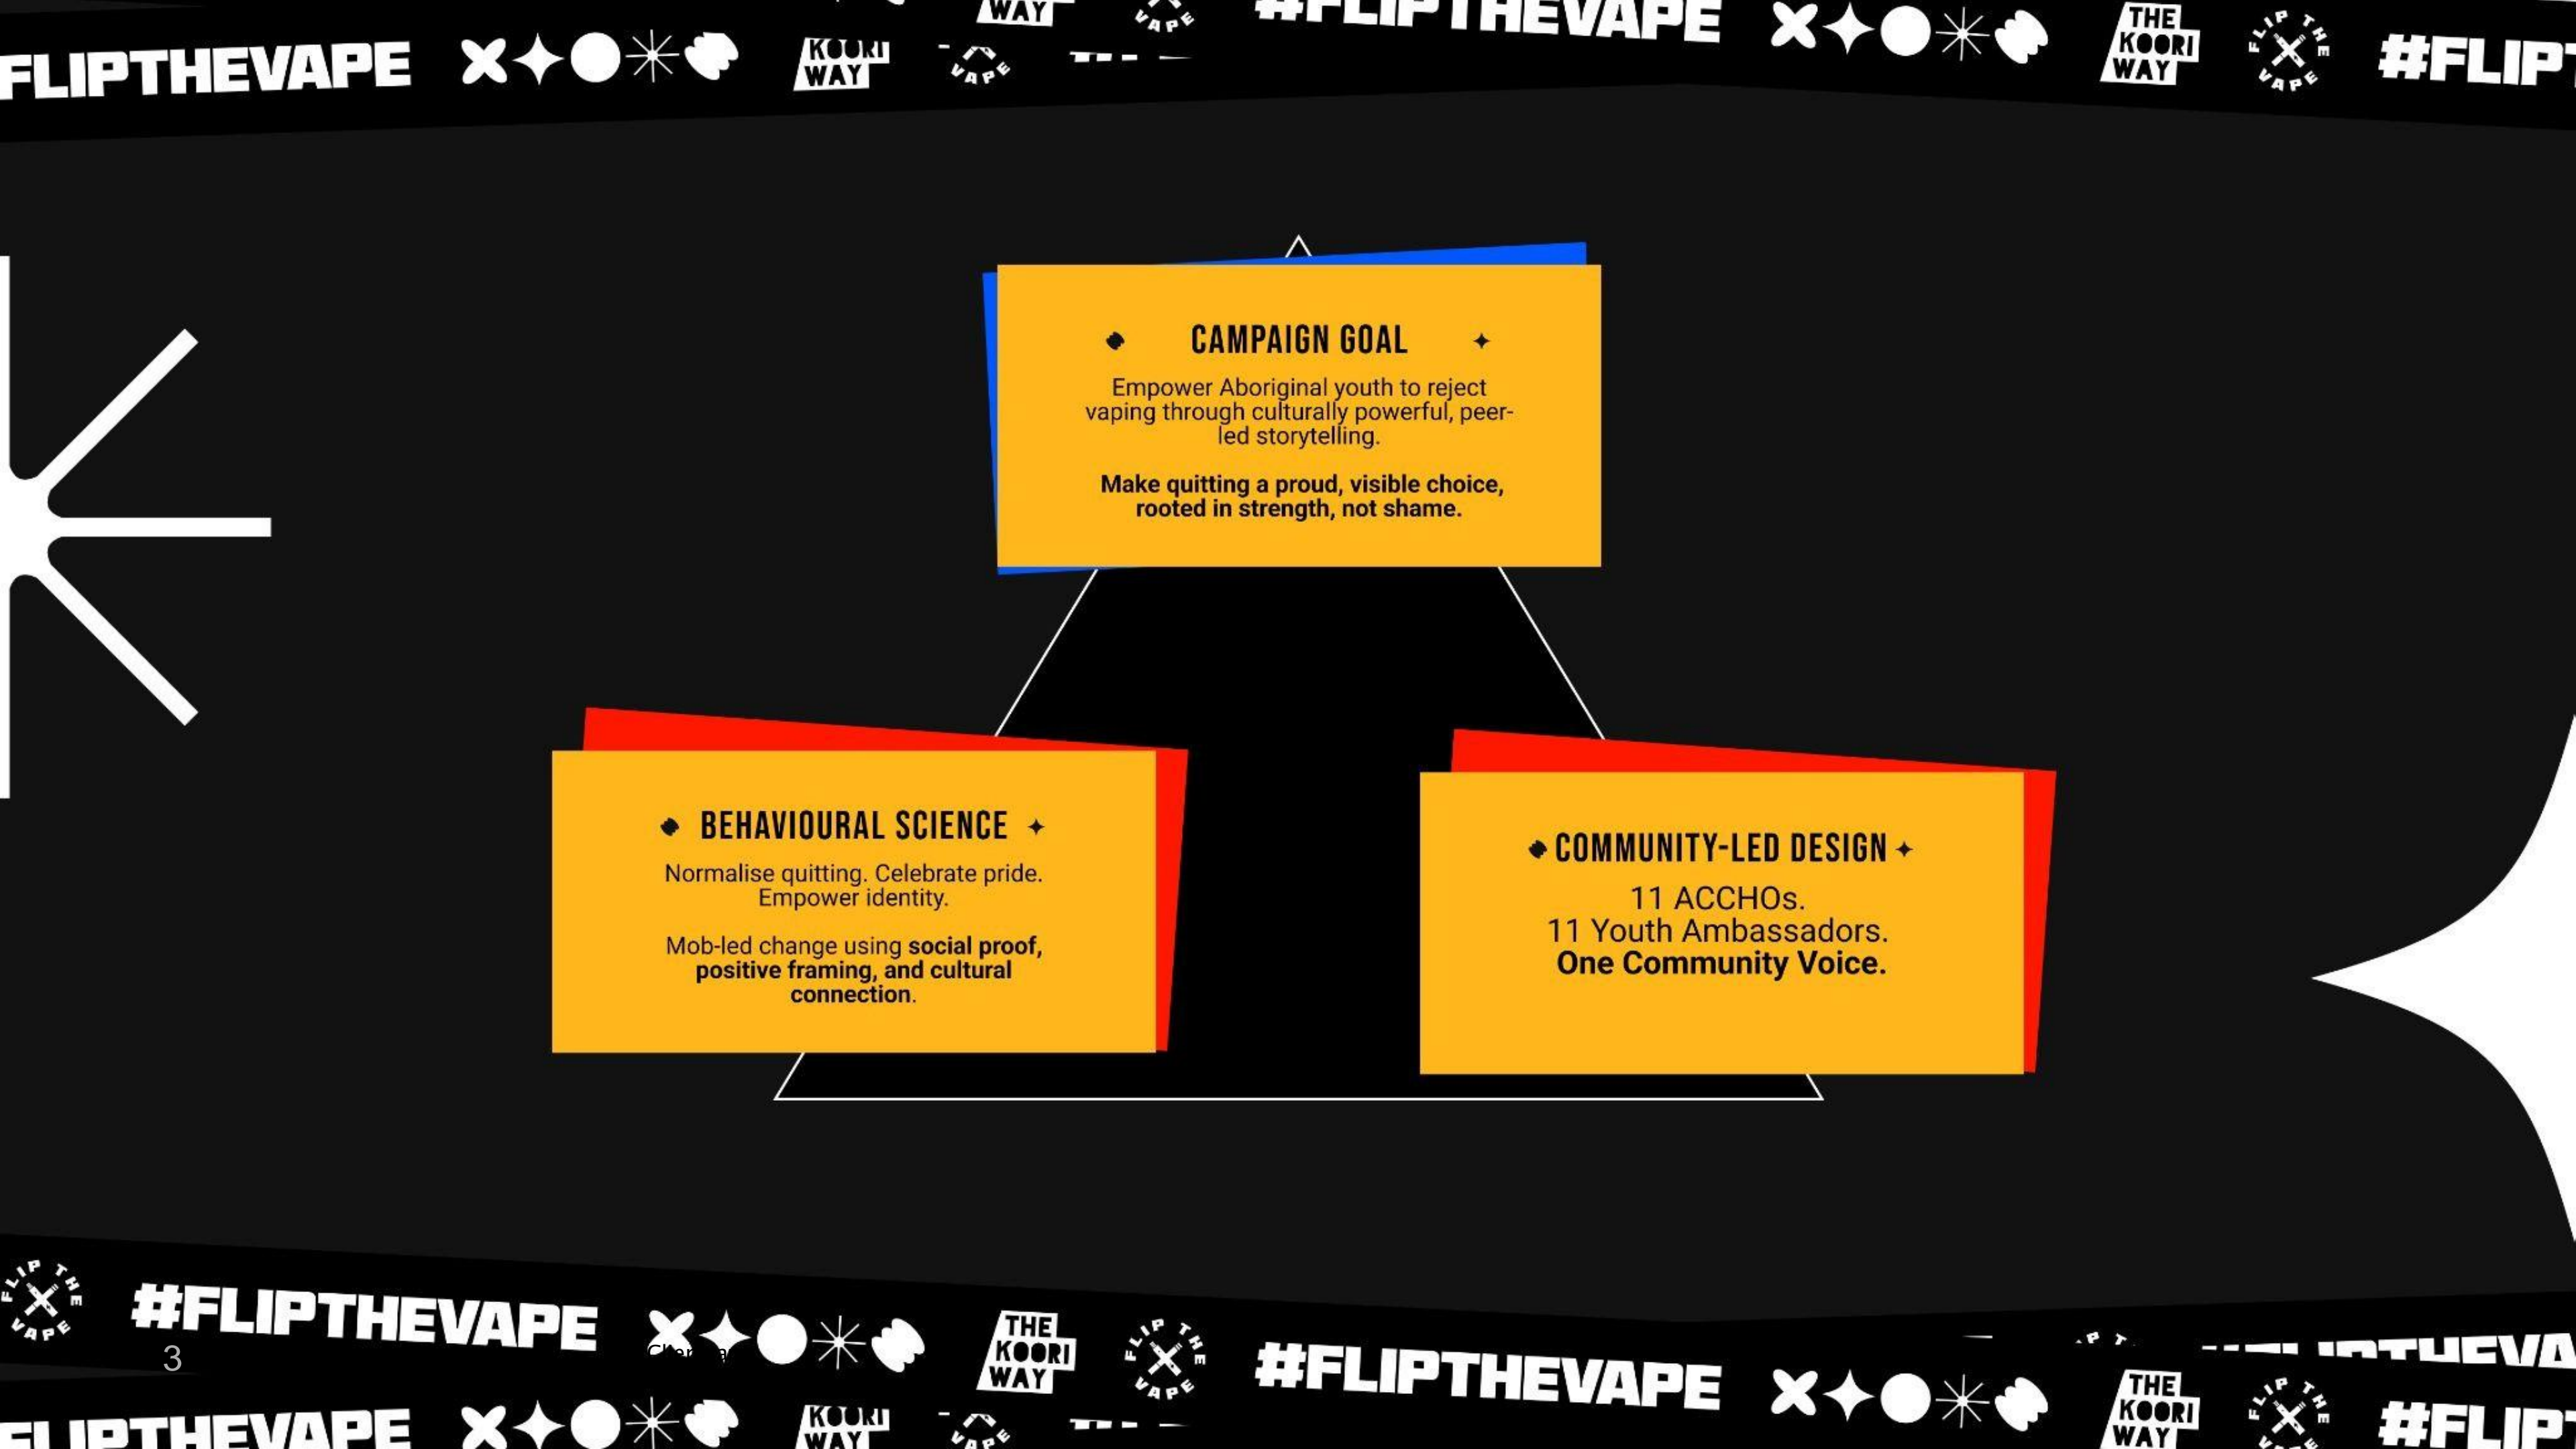 WAY
VAPE
#FLIPTHEVAPE
THE
KOORI
WAY
FLIP THE
VAPE
#FLIP
FLIPTHEVAPE
KOORI
WAY
VAPE
CAMPAIGN GOAL
Empower Aboriginal youth to reject
vaping through culturally powerful, peer-
led storytelling.
Make quitting a proud, visible choice,
rooted in strength, not shame.
BEHAVIOURAL SCIENCE
Normalise quitting. Celebrate pride.
Empower identity.
Mob-led change using social proof,
positive framing, and cultural
connection.
COMMUNITY-LED DESIGN
11 ACCHOs.
11 Youth Ambassadors.
One Community Voice.
FLIP THE
VAPE
#FLIPTHEVAPE
THE
KOORI
WAY
FLIP THE
VAPE
#FLIPTHEVAPE
3
THE
KOORI
WAY
FLIP THE
VAPE
#FLIP
FLIPTHEVAPE
KOORI
WAY
VAPE